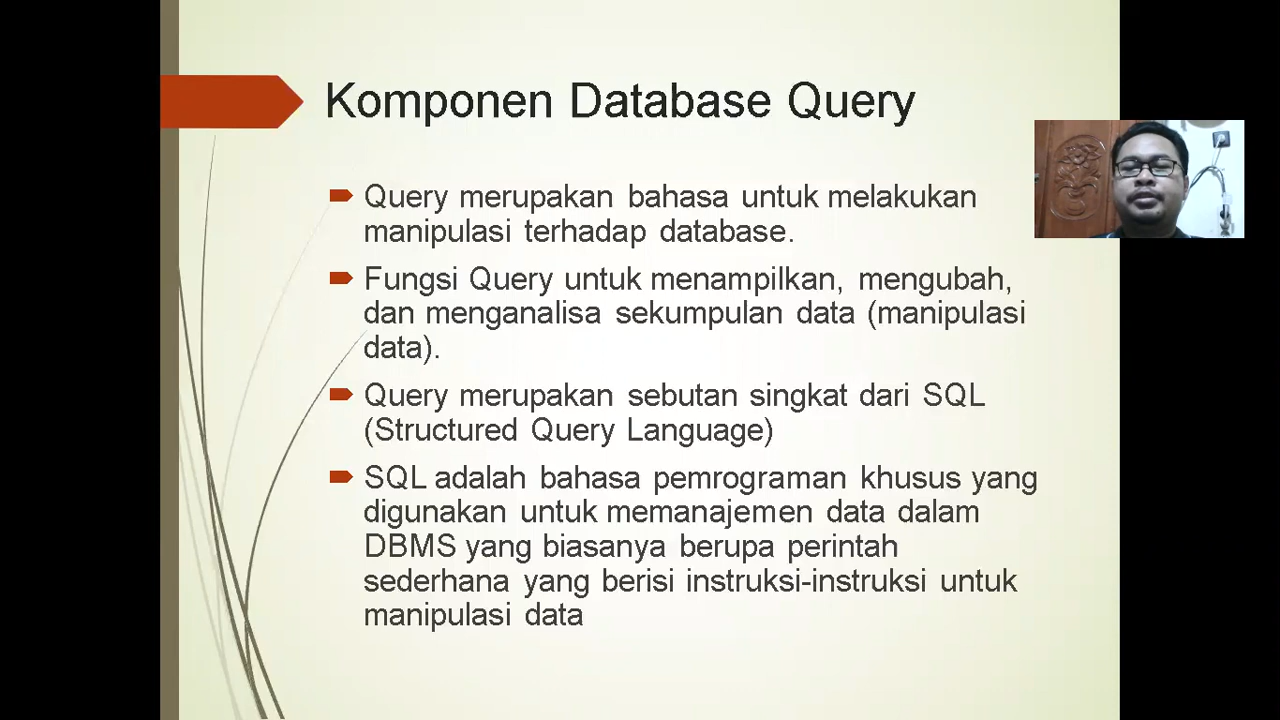 Komponen Database Query
Query merupakan bahasa untuk melakukan
manipulasi terhadap database.
Fungsi Query untuk menampilkan, mengubah,
dan menganalisa sekumpulan data (manipulasi
data).
Query merupakan sebutan singkat dari SQL
(Structured Query Language)
SQL adalah bahasa pemrograman khusus yang
digunakan untuk memanajemen data dalam
DBMS yang biasanya berupa perintah
sederhana yang berisi instruksi-instruksi untuk
manipulasi data